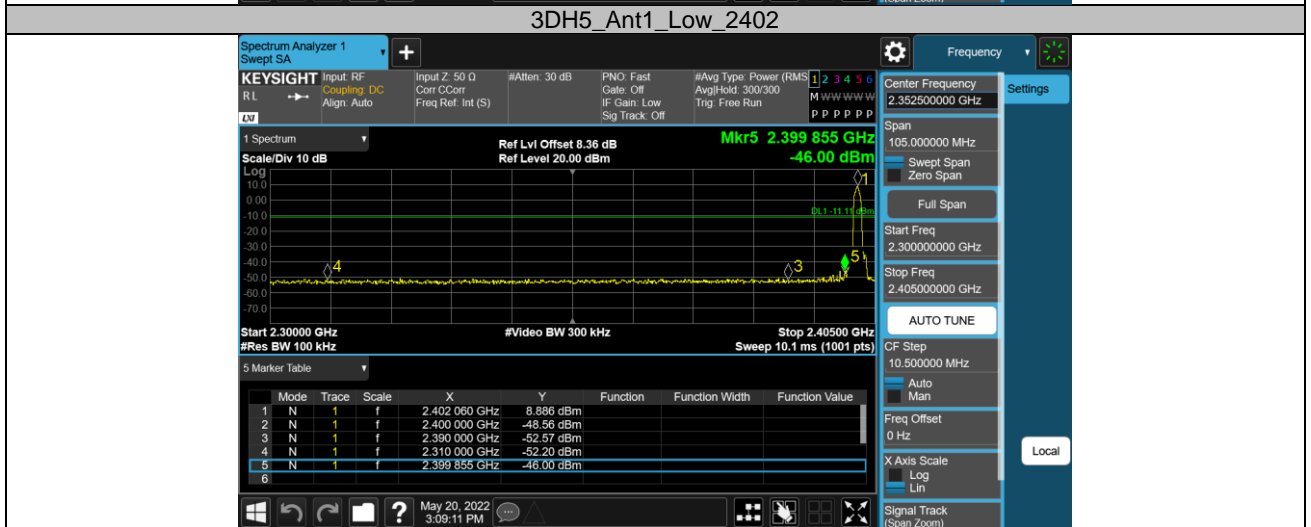 (Span Zoom)
3DH5_Ant1_Low_2402
Spectrum Analyzer 1
Swept SA
+
Frequency
KEYSIGHT
RL
LXI
Input: RF
Coupling: DC
Align: Auto
Input Z: 50 Ω
Corr CCorr
Freq Ref: Int (S)
#Atten: 30 dB
PNO: Fast
Gate: Off
IF Gain: Low
Sig Track: Off
#Avg Type: Power (RMS
Avg|Hold: 300/300
Trig: Free Run
1 2 3 4 5 6
M W W W W W
P P P P P P
1 Spectrum
Scale/Div 10 dB
Ref Lvl Offset 8.36 dB
Ref Level 20.00 dBm
Mkr5 2.399 855 GHz
-46.00 dBm
Log
10.0
0.00
-10.0
-20.0
-30.0
-40.0
-50.0
-60.0
-70.0
1
DL1 -11.11 dBm
4
3
5
Start 2.30000 GHz
#Video BW 300 kHz
Stop 2.40500 GHz
#Res BW 100 kHz
Sweep 10.1 ms (1001 pts)
5 Marker Table
Mode Trace Scale X Y Function Function Width Function Value
1 N 1 f 2.402 060 GHz 8.886 dBm
2 N 1 f 2.400 000 GHz -48.56 dBm
3 N 1 f 2.390 000 GHz -52.57 dBm
4 N 1 f 2.310 000 GHz -52.20 dBm
5 N 1 f 2.399 855 GHz -46.00 dBm
6
?
May 20, 2022
3:09:11 PM
Center Frequency
2.352500000 GHz
Settings
Span
105.000000 MHz
Swept Span
Zero Span
Full Span
Start Freq
2.300000000 GHz
Stop Freq
2.405000000 GHz
AUTO TUNE
CF Step
10.500000 MHz
Auto
Man
Freq Offset
0 Hz
Local
X Axis Scale
Log
Lin
Signal Track
(Span Zoom)